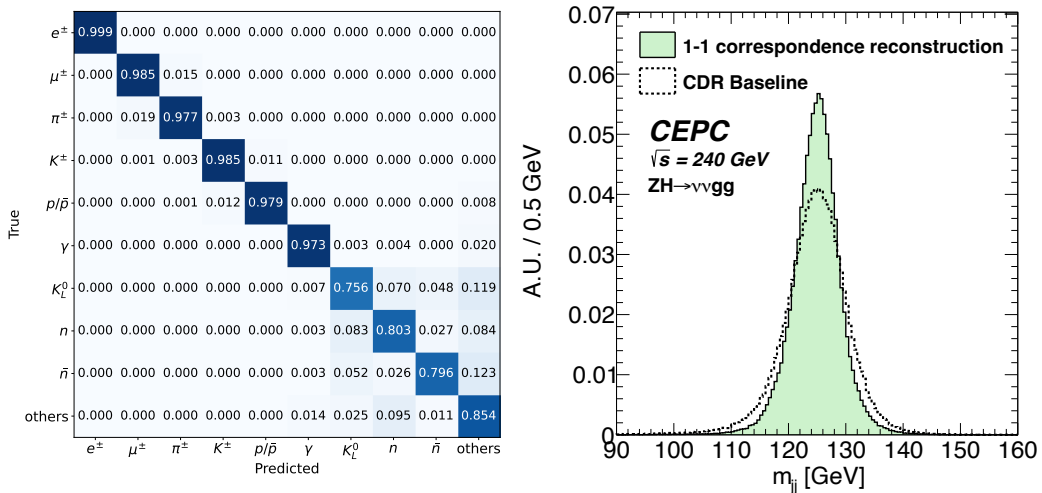 True
e± 0.999 0.000 0.000 0.000 0.000 0.000 0.000 0.000 0.000 0.000
μ± 0.000 0.985 0.015 0.000 0.000 0.000 0.000 0.000 0.000 0.000
π± 0.000 0.019 0.977 0.003 0.000 0.000 0.000 0.000 0.000 0.000
K± 0.000 0.001 0.003 0.985 0.011 0.000 0.000 0.000 0.000 0.000
p/p̄ 0.000 0.000 0.001 0.012 0.979 0.000 0.000 0.000 0.000 0.008
γ 0.000 0.000 0.000 0.000 0.000 0.973 0.003 0.004 0.000 0.020
K⁰_L 0.000 0.000 0.000 0.000 0.000 0.007 0.756 0.070 0.048 0.119
n 0.000 0.000 0.000 0.000 0.000 0.003 0.083 0.803 0.027 0.084
n̄ 0.000 0.000 0.000 0.000 0.000 0.003 0.052 0.026 0.796 0.123
others 0.000 0.000 0.000 0.000 0.000 0.014 0.025 0.095 0.011 0.854
e± μ± π± K± p/p̄ γ K⁰_L n n̄ others
Predicted
A.U. / 0.5 GeV
0.07
0.06
0.05
0.04
0.03
0.02
0.01
0
1-1 correspondence reconstruction
CDR Baseline
CEPC
√s = 240 GeV
ZH→ννgg
90 100 110 120 130 140 150 160
m_jj [GeV]